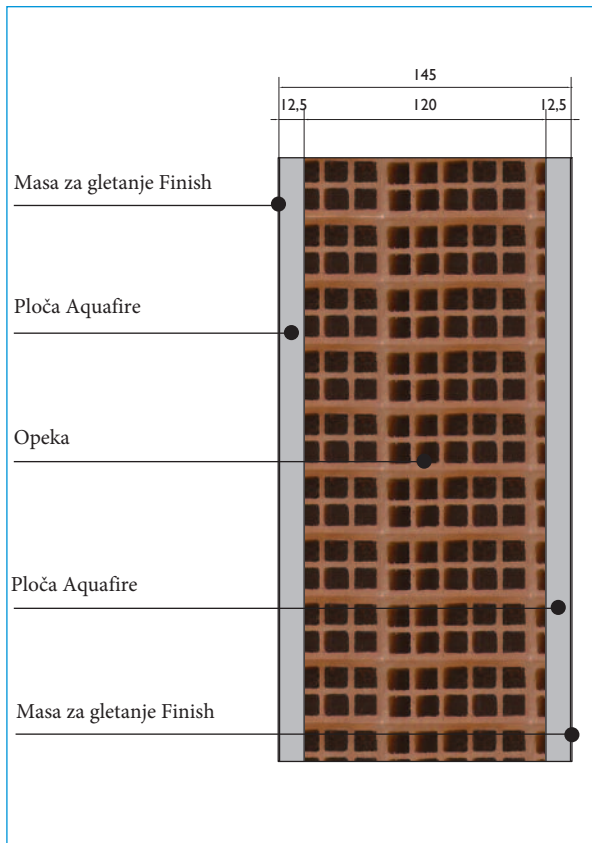 145
12,5 120 12,5
Masa za gletanje Finish
Ploča Aquafire
Opeka
Ploča Aquafire
Masa za gletanje Finish